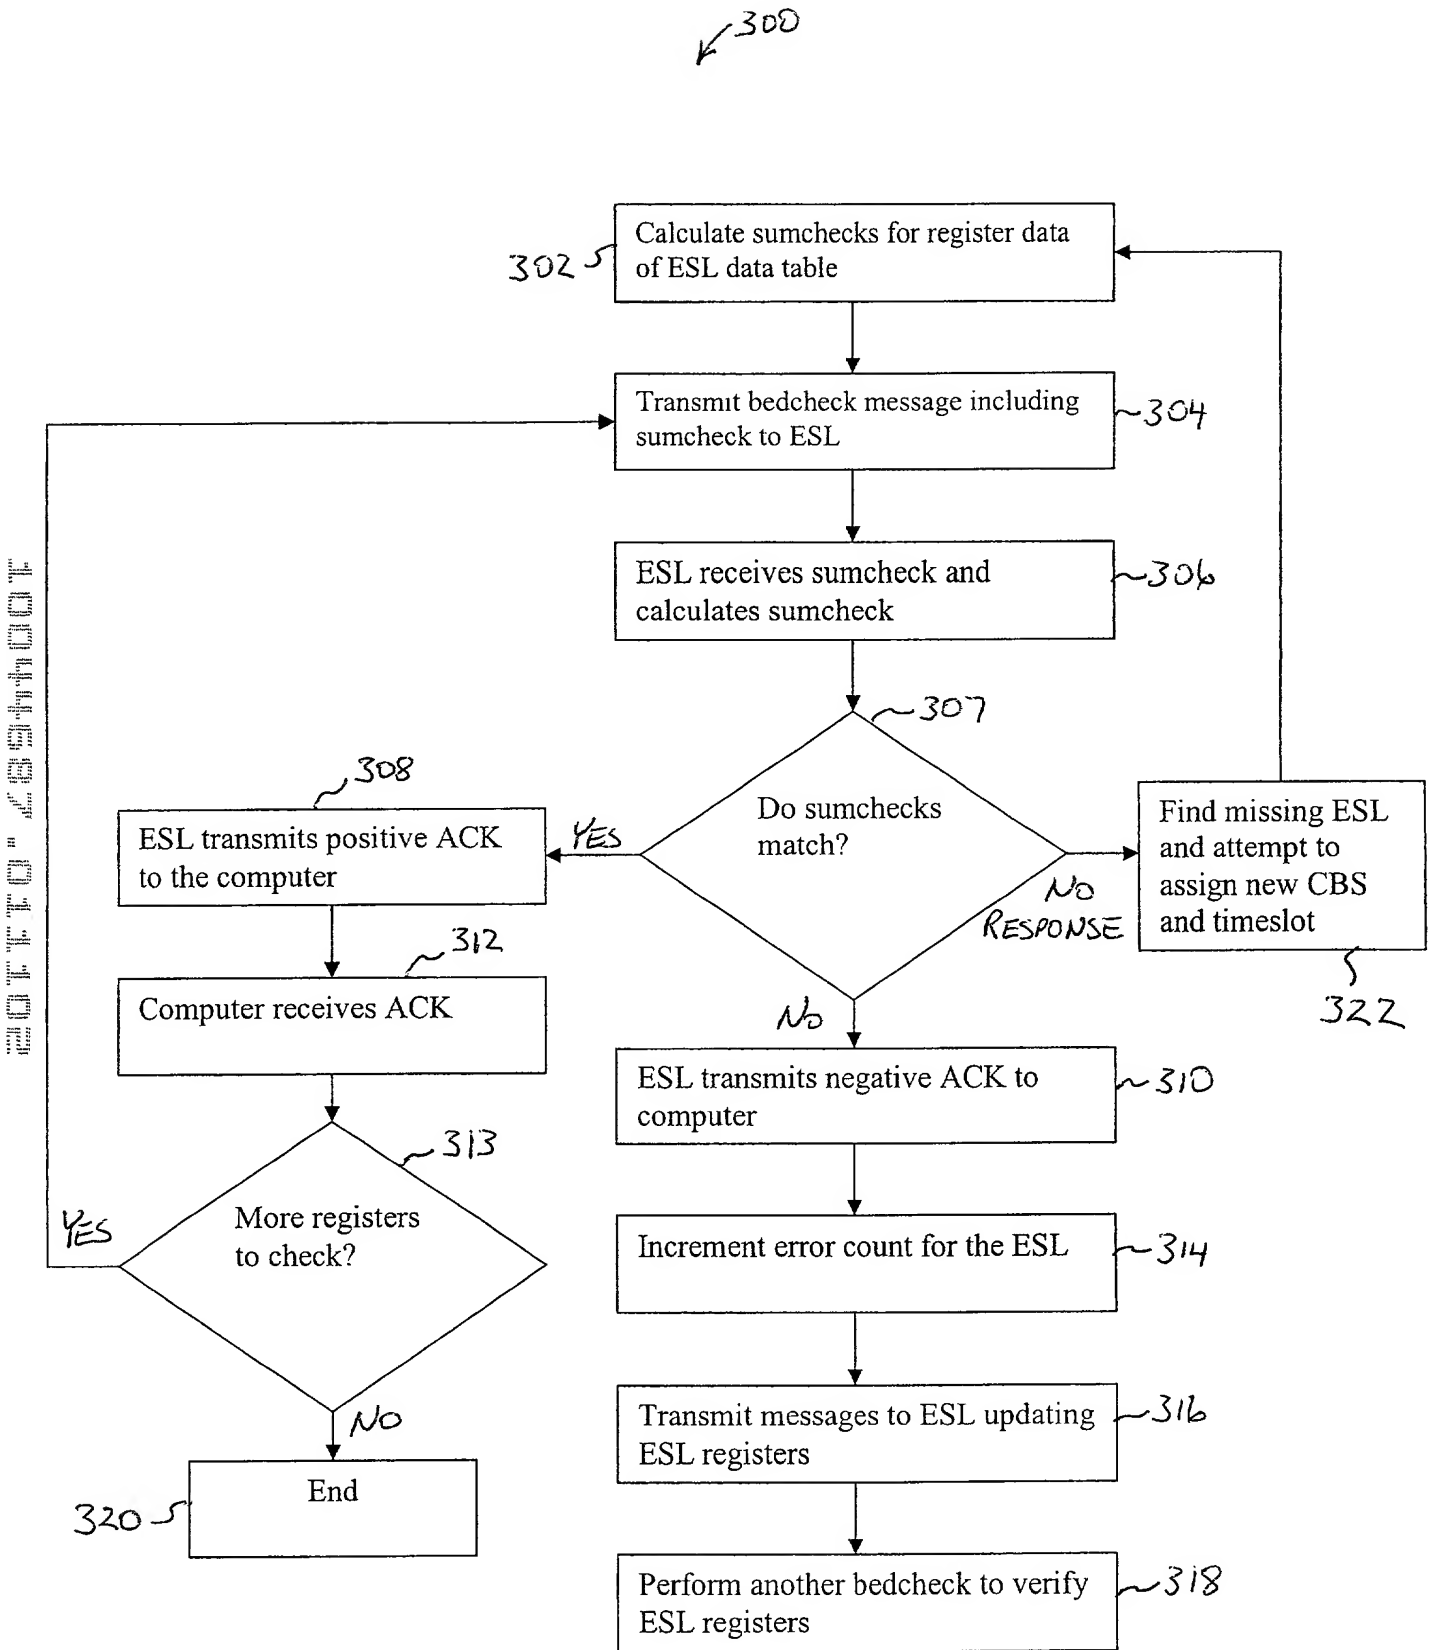 300
Calculate sumchecks for register data
of ESL data table
302
Transmit bedcheck message including
sumcheck to ESL
304
ESL receives sumcheck and
calculates sumcheck
306
307
Do sumchecks
match?
YES
NO
RESPONSE
NO
308
ESL transmits positive ACK
to the computer
Find missing ESL
and attempt to
assign new CBS
and timeslot
322
312
Computer receives ACK
ESL transmits negative ACK to
computer
310
313
More registers
to check?
YES
NO
Increment error count for the ESL
314
Transmit messages to ESL updating
ESL registers
316
End
320
Perform another bedcheck to verify
ESL registers
318